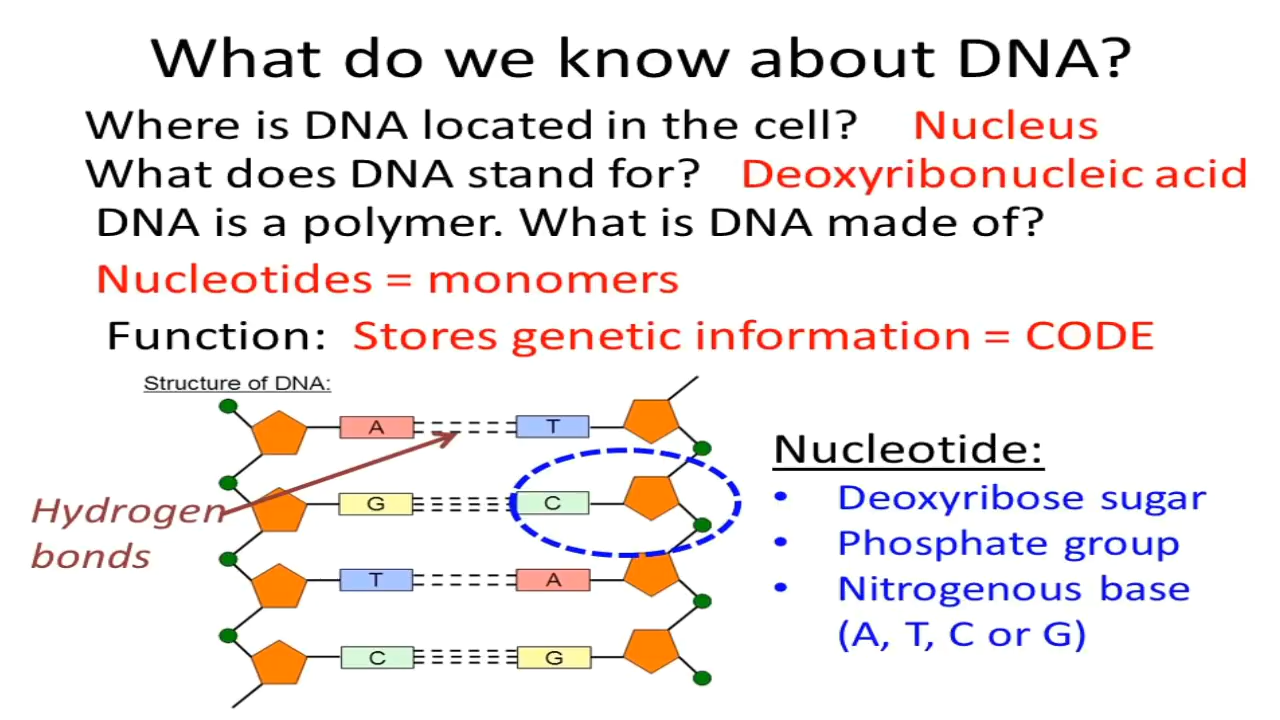 What do we know about DNA?
Where is DNA located in the cell? Nucleus
What does DNA stand for? Deoxyribonucleic acid
DNA is a polymer. What is DNA made of?
Nucleotides = monomers
Function: Stores genetic information = CODE
Structure of DNA:
A T
G C
T A
C G
Hydrogen
bonds
Nucleotide:
• Deoxyribose sugar
• Phosphate group
• Nitrogenous base
(A, T, C or G)